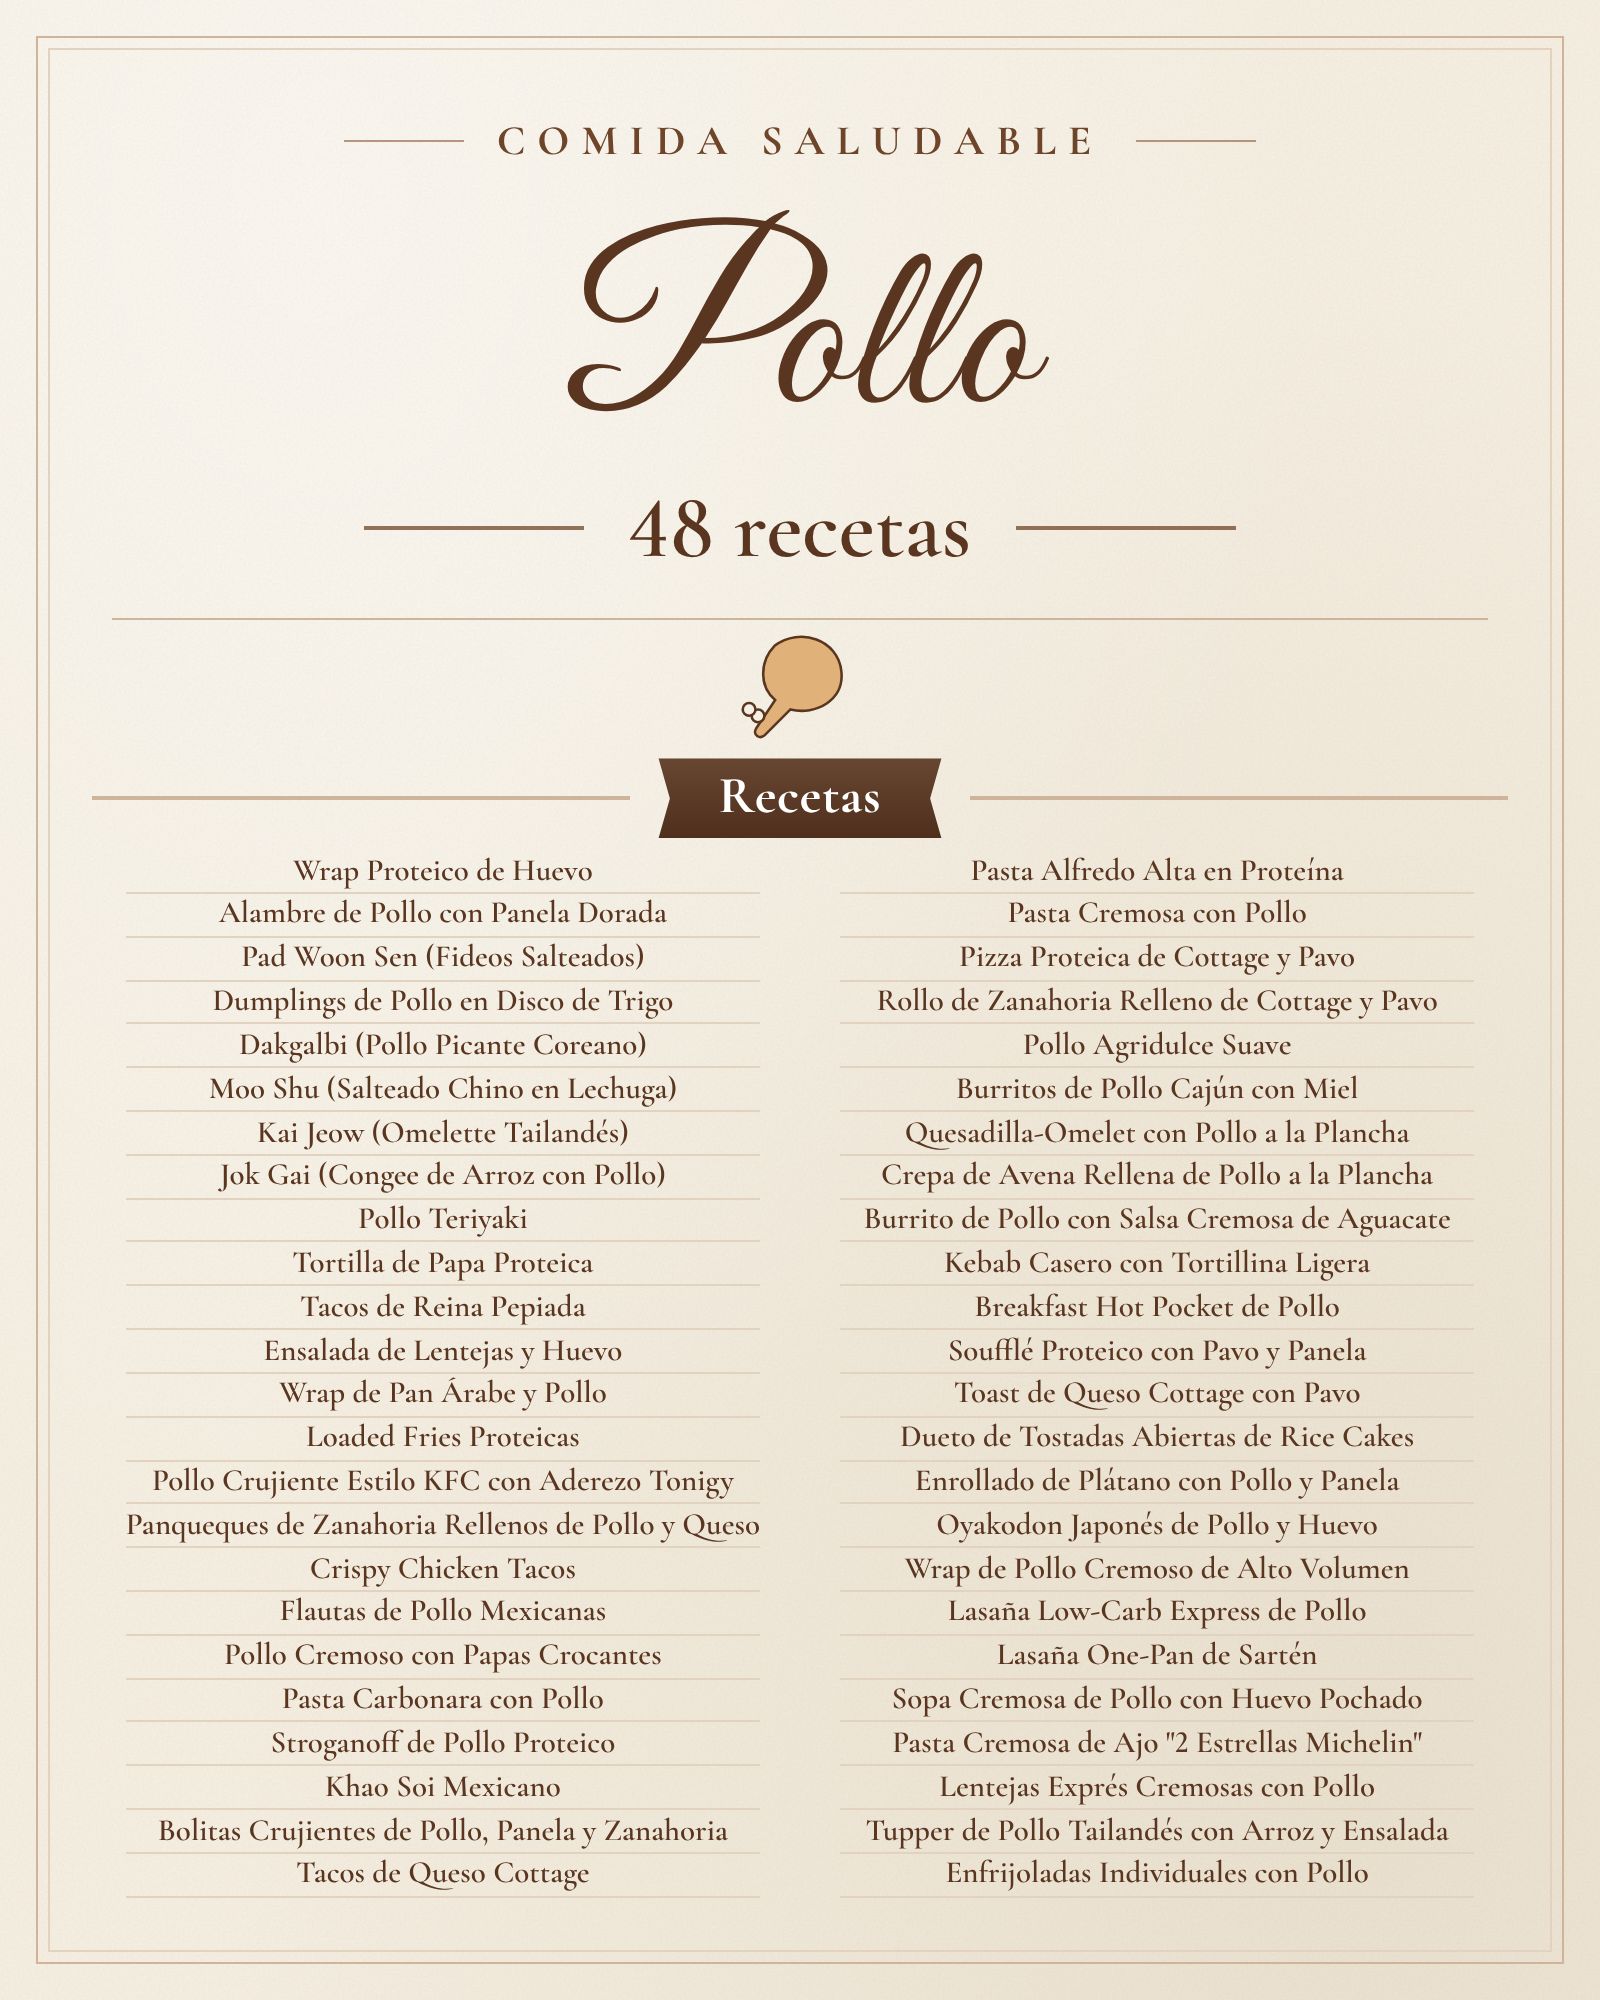 COMIDA SALUDABLE
Pollo
48 recetas
Recetas
Wrap Proteico de Huevo
Alambre de Pollo con Panela Dorada
Pad Woon Sen (Fideos Salteados)
Dumplings de Pollo en Disco de Trigo
Dakgalbi (Pollo Picante Coreano)
Moo Shu (Salteado Chino en Lechuga)
Kai Jeow (Omelette Tailandés)
Jok Gai (Congee de Arroz con Pollo)
Pollo Teriyaki
Tortilla de Papa Proteica
Tacos de Reina Pepiada
Ensalada de Lentejas y Huevo
Wrap de Pan Árabe y Pollo
Loaded Fries Proteicas
Pollo Crujiente Estilo KFC con Aderezo Tonigy
Panqueques de Zanahoria Rellenos de Pollo y Queso
Crispy Chicken Tacos
Flautas de Pollo Mexicanas
Pollo Cremoso con Papas Crocantes
Pasta Carbonara con Pollo
Stroganoff de Pollo Proteico
Khao Soi Mexicano
Bolitas Crujientes de Pollo, Panela y Zanahoria
Tacos de Queso Cottage
Pasta Alfredo Alta en Proteína
Pasta Cremosa con Pollo
Pizza Proteica de Cottage y Pavo
Rollo de Zanahoria Relleno de Cottage y Pavo
Pollo Agridulce Suave
Burritos de Pollo Cajún con Miel
Quesadilla-Omelet con Pollo a la Plancha
Crepa de Avena Rellena de Pollo a la Plancha
Burrito de Pollo con Salsa Cremosa de Aguacate
Kebab Casero con Tortillina Ligera
Breakfast Hot Pocket de Pollo
Soufflé Proteico con Pavo y Panela
Toast de Queso Cottage con Pavo
Dueto de Tostadas Abiertas de Rice Cakes
Enrollado de Plátano con Pollo y Panela
Oyakodon Japonés de Pollo y Huevo
Wrap de Pollo Cremoso de Alto Volumen
Lasaña Low-Carb Express de Pollo
Lasaña One-Pan de Sartén
Sopa Cremosa de Pollo con Huevo Pochado
Pasta Cremosa de Ajo "2 Estrellas Michelin"
Lentejas Exprés Cremosas con Pollo
Tupper de Pollo Tailandés con Arroz y Ensalada
Enfrijoladas Individuales con Pollo